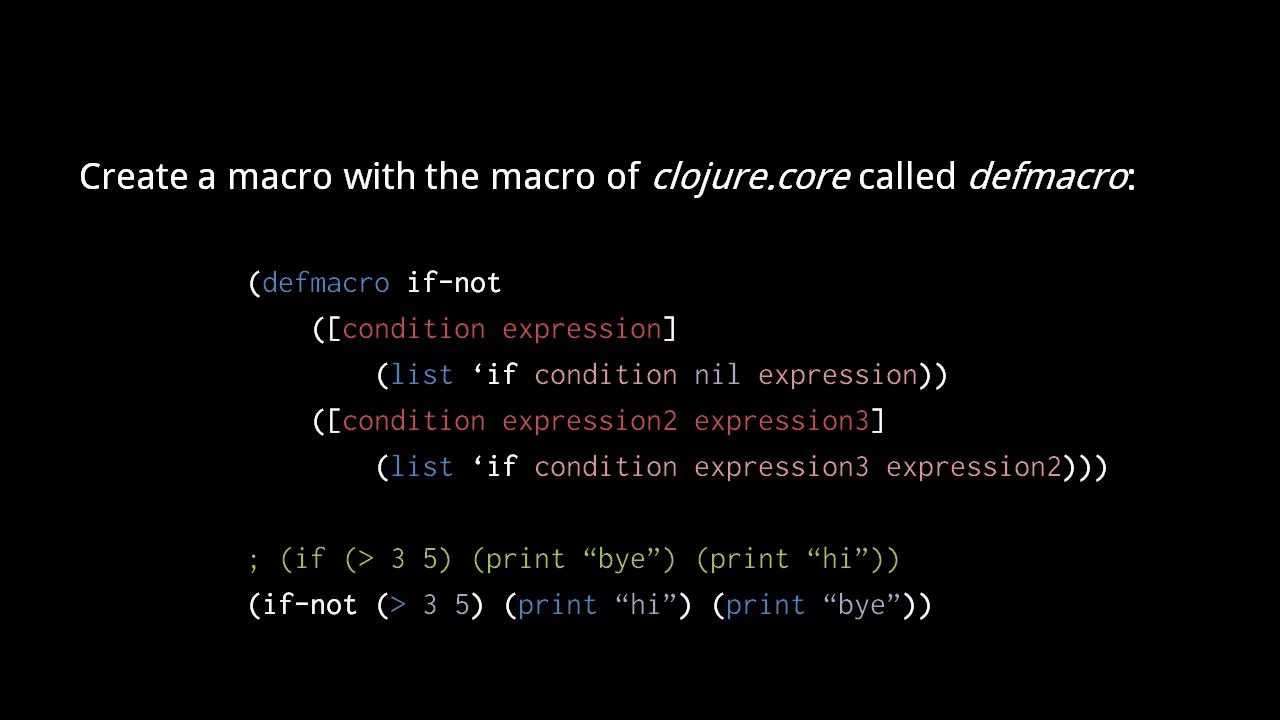 Create a macro with the macro of clojure.core called defmacro:
(defmacro if-not
([condition expression]
(list ‘if condition nil expression))
([condition expression2 expression3]
(list ‘if condition expression3 expression2)))
; (if (> 3 5) (print “bye”) (print “hi”))
(if-not (> 3 5) (print “hi”) (print “bye”))